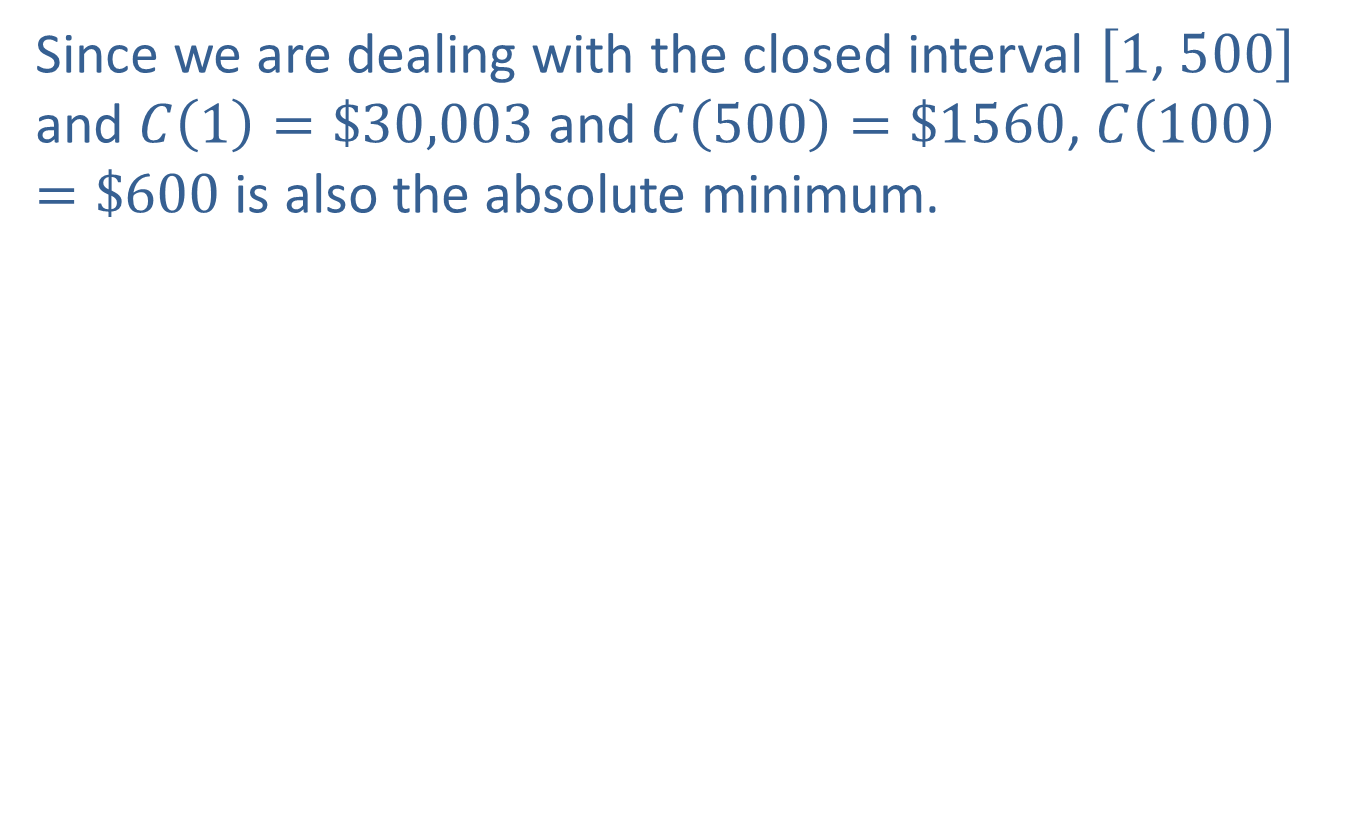 Since we are dealing with the closed interval [1, 500]
and C(1) = $30,003 and C(500) = $1560, C(100)
= $600 is also the absolute minimum.